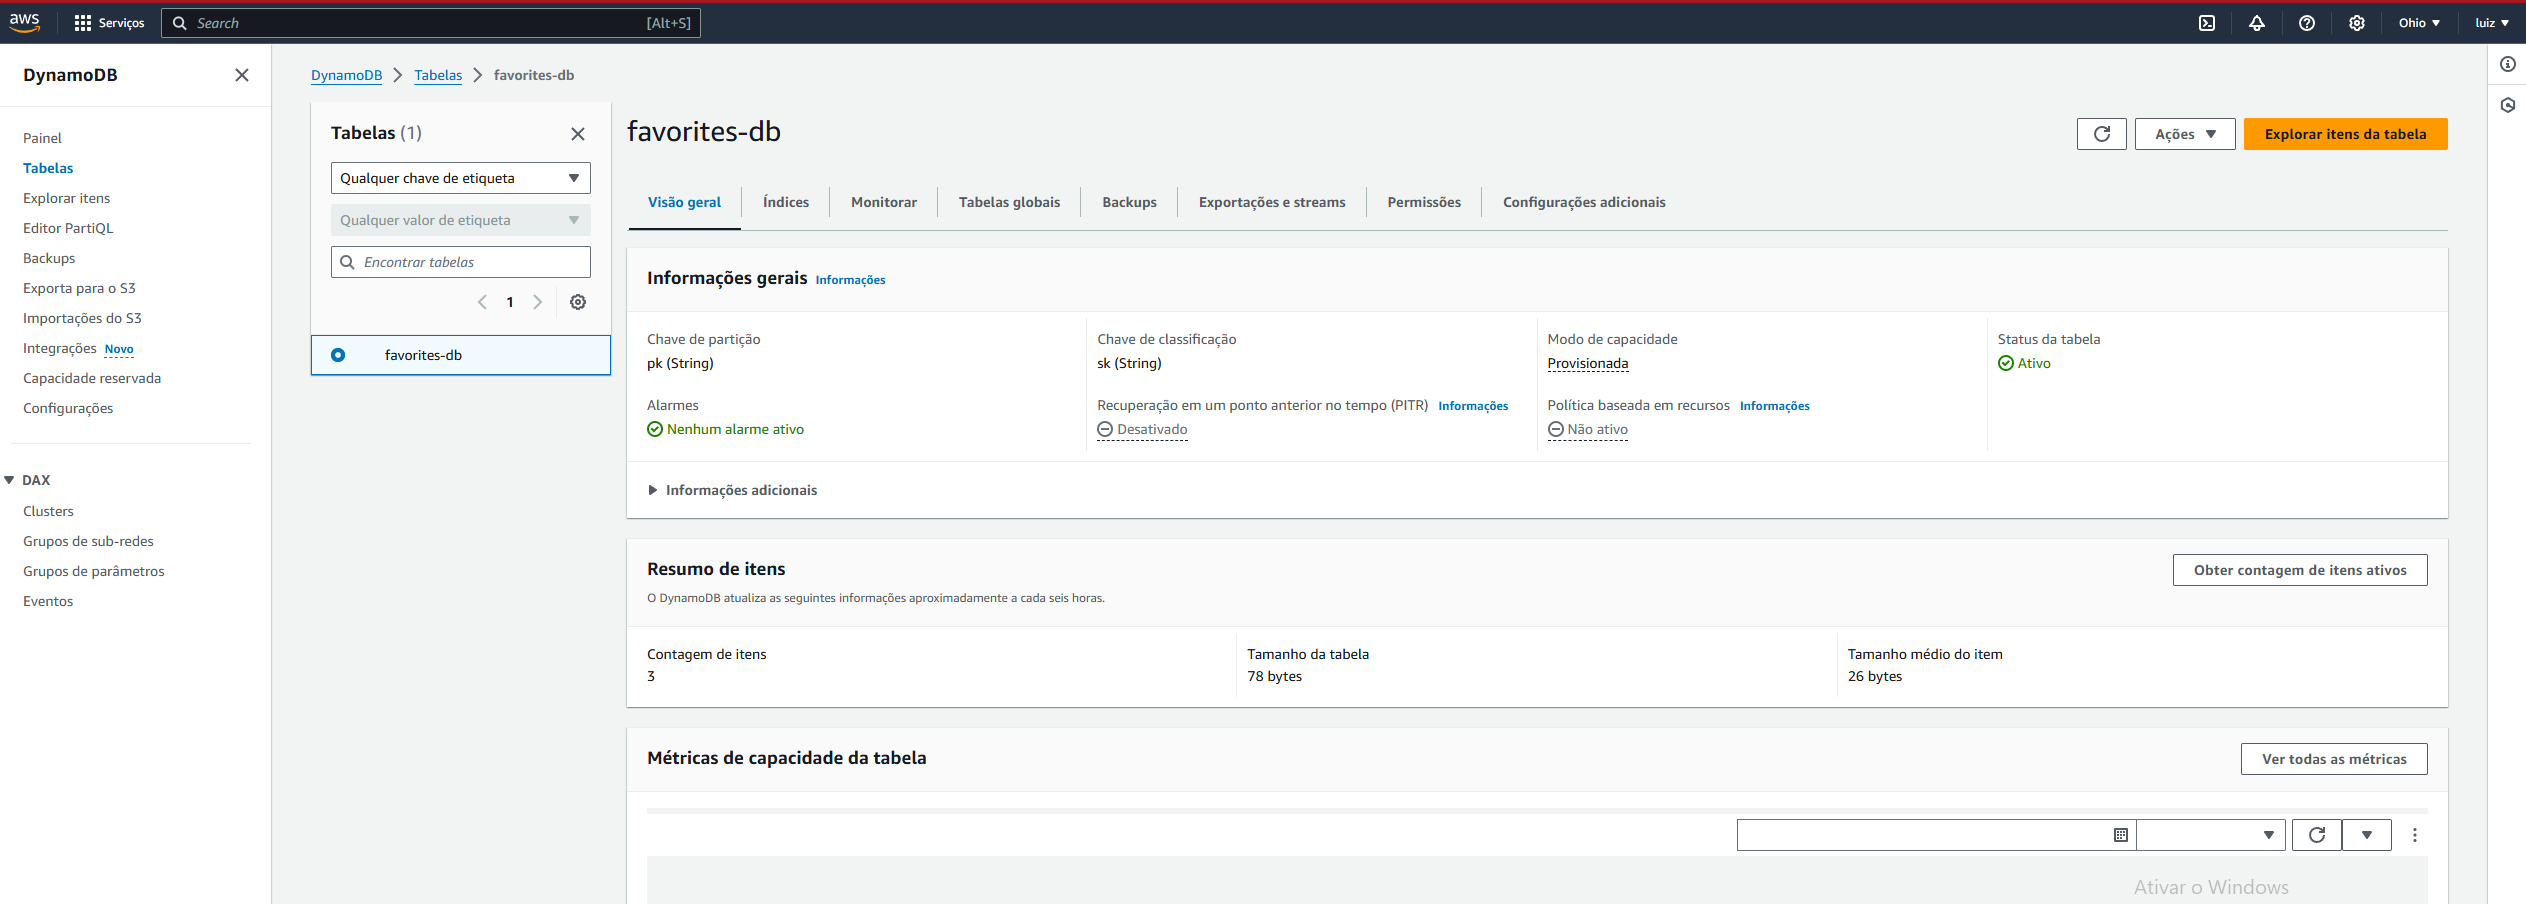 aws
Serviços
Search
[Alt+S]
Ohio
luiz
DynamoDB
Painel
Tabelas
Explorar itens
Editor PartiQL
Backups
Exporta para o S3
Importações do S3
Integrações Novo
Capacidade reservada
Configurações
DAX
Clusters
Grupos de sub-redes
Grupos de parâmetros
Eventos
DynamoDB
Tabelas
favorites-db
Tabelas (1)
Qualquer chave de etiqueta
Qualquer valor de etiqueta
Encontrar tabelas
1
favorites-db
favorites-db
Ações
Explorar itens da tabela
Visão geral
Índices
Monitorar
Tabelas globais
Backups
Exportações e streams
Permissões
Configurações adicionais
Informações gerais Informações
Chave de partição
pk (String)
Chave de classificação
sk (String)
Modo de capacidade
Provisionada
Status da tabela
Ativo
Alarmes
Nenhum alarme ativo
Recuperação em um ponto anterior no tempo (PITR) Informações
Desativado
Política baseada em recursos Informações
Não ativo
Informações adicionais
Resumo de itens
Obter contagem de itens ativos
O DynamoDB atualiza as seguintes informações aproximadamente a cada seis horas.
Contagem de itens
3
Tamanho da tabela
78 bytes
Tamanho médio do item
26 bytes
Métricas de capacidade da tabela
Ver todas as métricas
Ativar o Windows